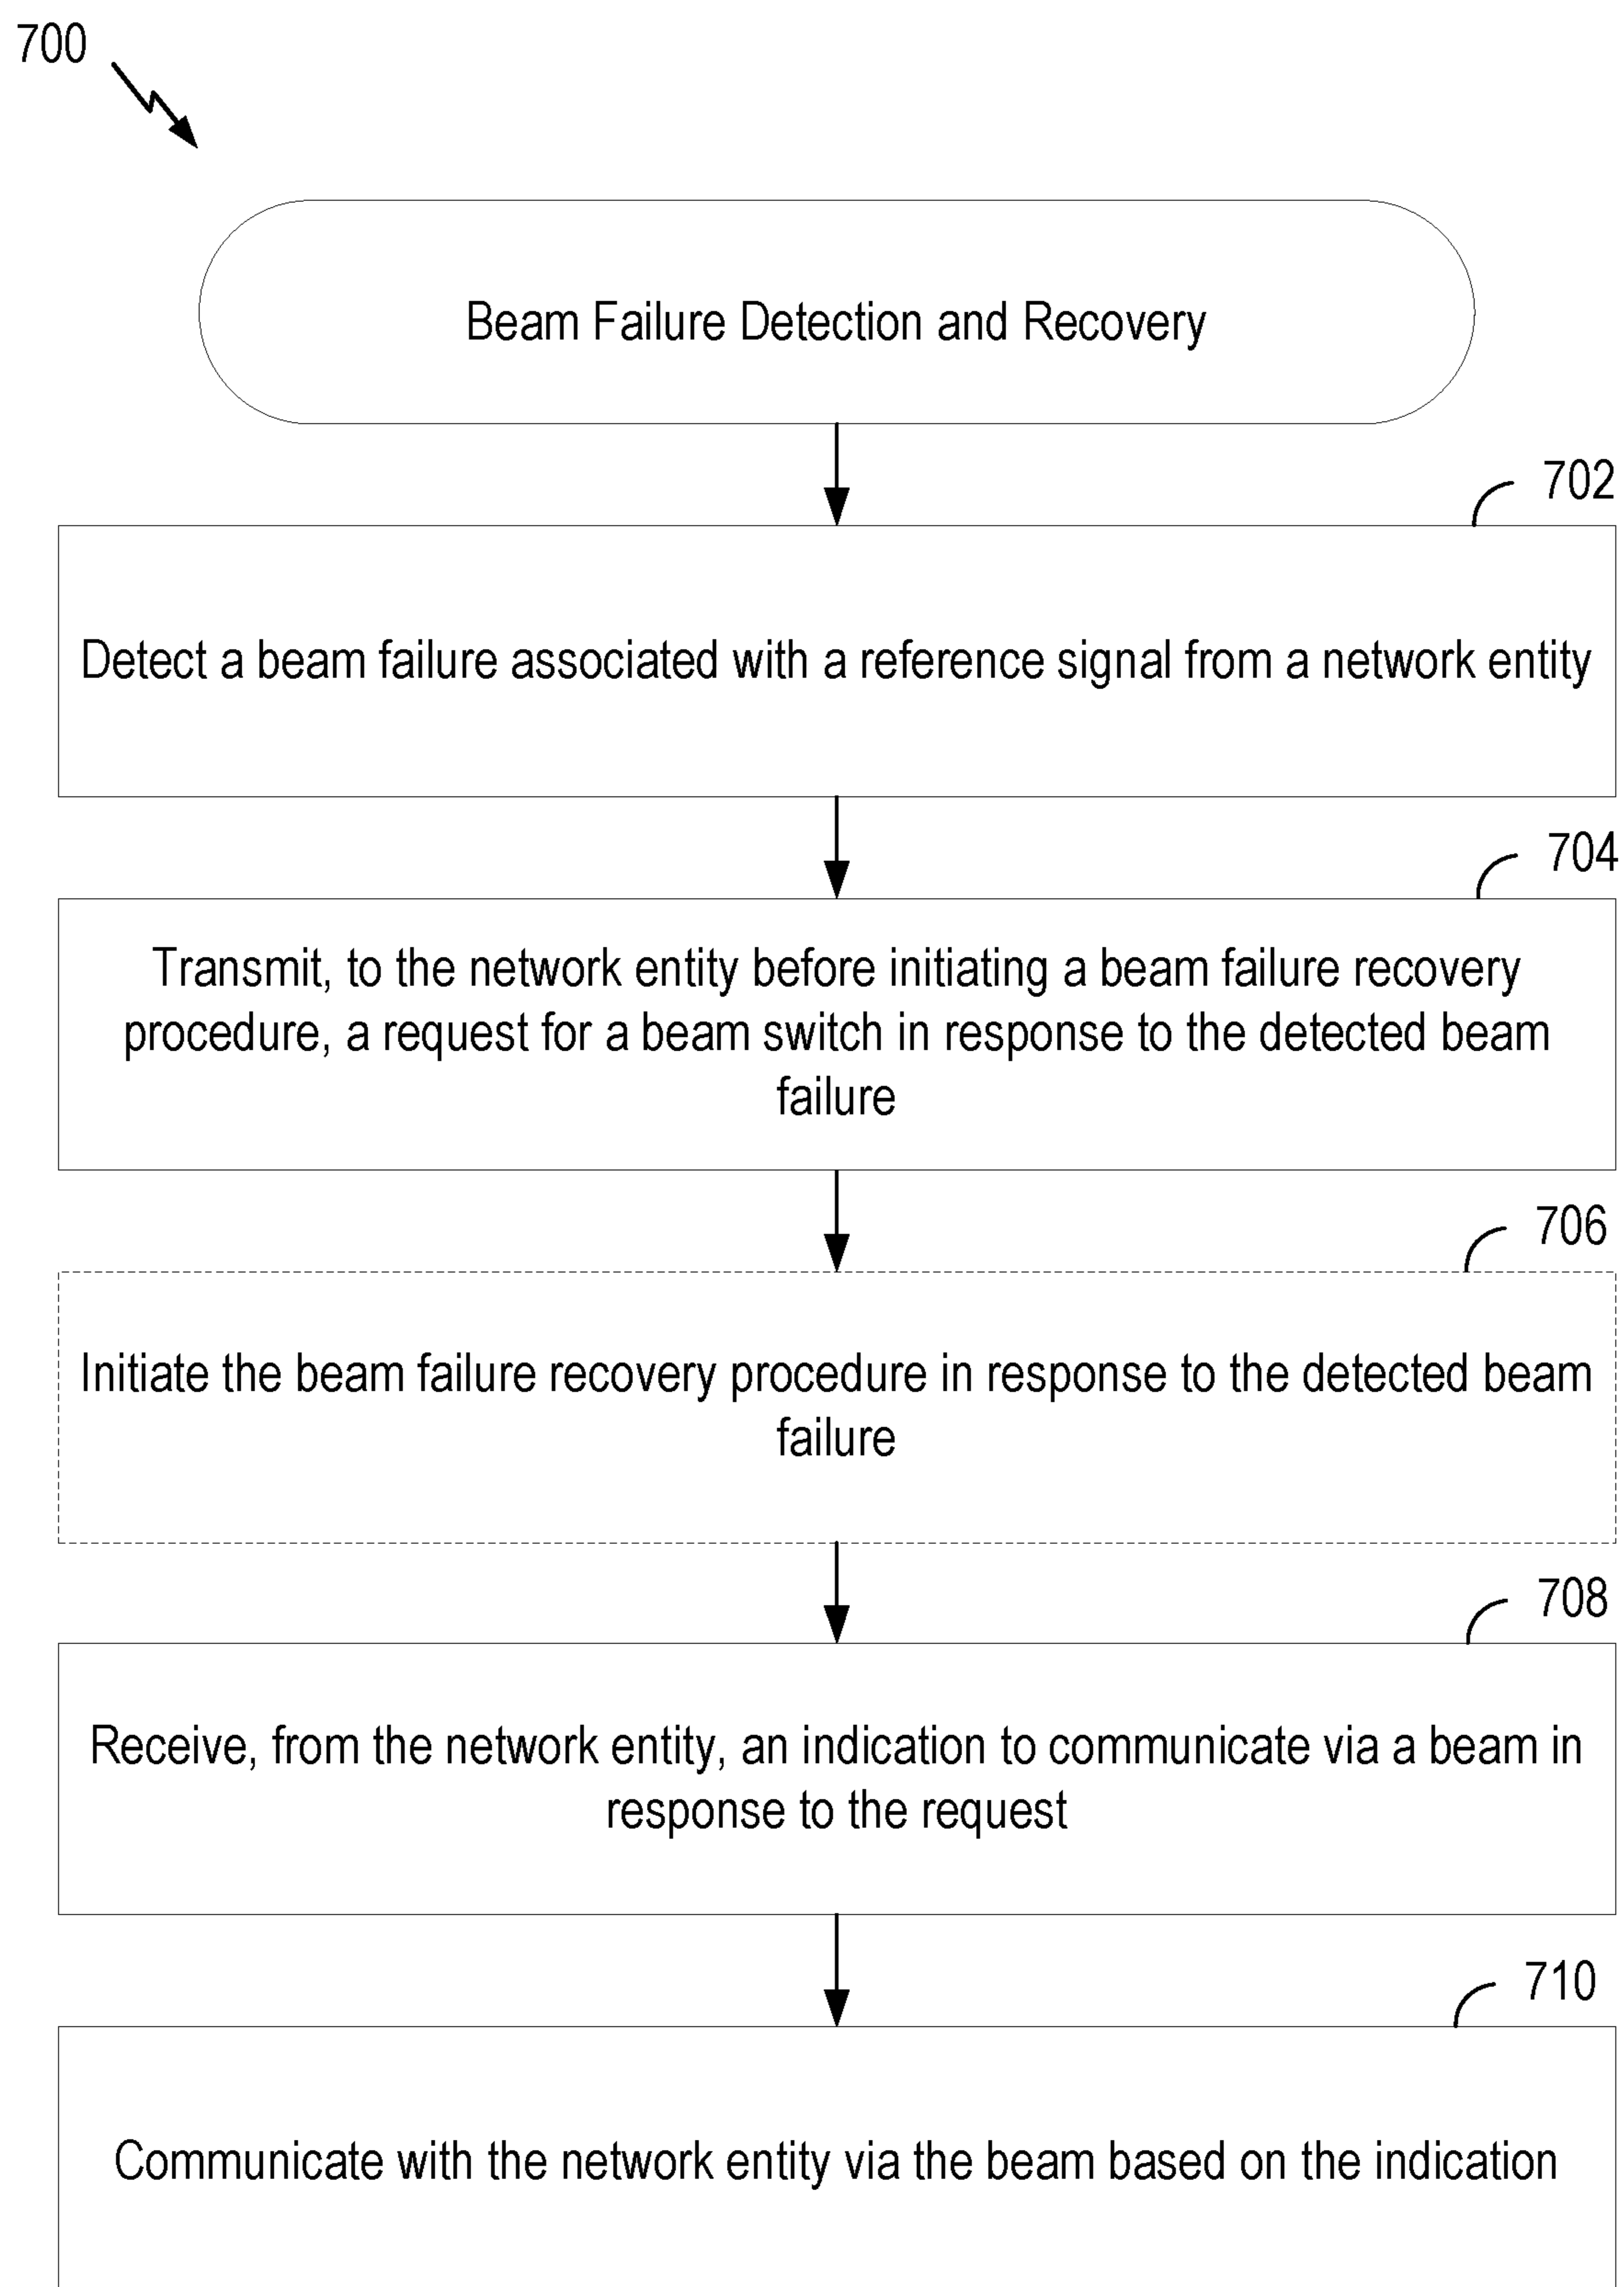 700
Beam Failure Detection and Recovery
702
Detect a beam failure associated with a reference signal from a network entity
704
Transmit, to the network entity before initiating a beam failure recovery
procedure, a request for a beam switch in response to the detected beam
failure
706
Initiate the beam failure recovery procedure in response to the detected beam
failure
708
Receive, from the network entity, an indication to communicate via a beam in
response to the request
710
Communicate with the network entity via the beam based on the indication